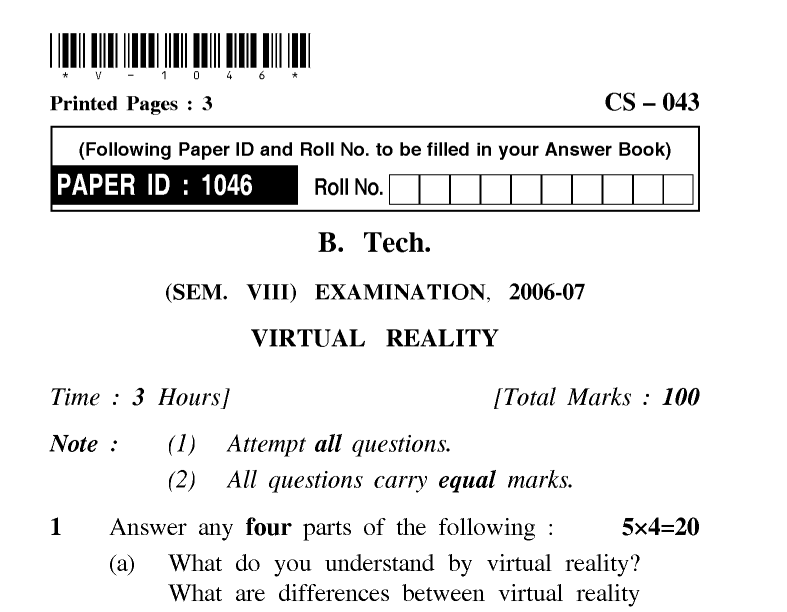 * V - 1 0 4 6 *
Printed Pages : 3 CS – 043
(Following Paper ID and Roll No. to be filled in your Answer Book)
PAPER ID : 1046 Roll No.
B. Tech.
(SEM. VIII) EXAMINATION, 2006-07
VIRTUAL REALITY
Time : 3 Hours] [Total Marks : 100
Note : (1) Attempt all questions.
(2) All questions carry equal marks.
1 Answer any four parts of the following : 5×4=20
(a) What do you understand by virtual reality?
What are differences between virtual reality